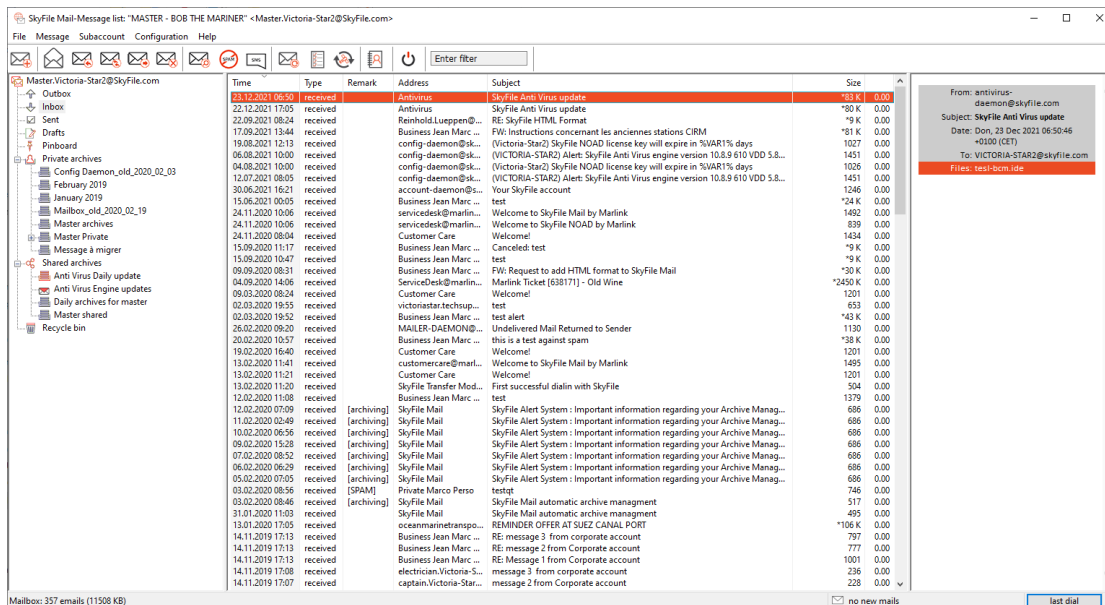 SkyFile Mail-Message list: "MASTER - BOB THE MARINER" <Master.Victoria-Star2@SkyFile.com>
File Message Subaccount Configuration Help
SPAM SMS Enter filter
Master.Victoria-Star2@SkyFile.com
Outbox
Inbox
Sent
Drafts
Pinboard
Private archives
Config Daemon_old_2020_02_03
February 2019
January 2019
Mailbox_old_2020_02_19
Master archives
Master Private
Message à migrer
Shared archives
Anti Virus Daily update
Anti Virus Engine updates
Daily archives for master
Master shared
Recycle bin
Time Type Remark Address Subject Size
23.12.2021 06:50 received Antivirus SkyFile Anti Virus update *83 K 0.00
22.12.2021 17:05 received Antivirus SkyFile Anti Virus update *80 K 0.00
22.09.2021 08:24 received Reinhold.Lueppen@... RE: SkyFile HTML Format *9 K 0.00
17.09.2021 13:44 received Business Jean Marc ... FW: Instructions concernant les anciennes stations CIRM *81 K 0.00
19.08.2021 12:13 received config-daemon@sk... (Victoria-Star2) SkyFile NOAD license key will expire in %VAR1% days 1027 0.00
06.08.2021 10:00 received config-daemon@sk... (VICTORIA-STAR2) Alert: SkyFile Anti Virus engine version 10.8.9 610 VDD 5.8... 1451 0.00
04.08.2021 10:00 received config-daemon@sk... (Victoria-Star2) SkyFile NOAD license key will expire in %VAR1% days 1026 0.00
12.07.2021 08:05 received config-daemon@sk... (VICTORIA-STAR2) Alert: SkyFile Anti Virus engine version 10.8.9 610 VDD 5.8... 1451 0.00
30.06.2021 16:21 received account-daemon@s... Your SkyFile account 1246 0.00
15.06.2021 00:05 received Business Jean Marc ... test *24 K 0.00
24.11.2020 10:06 received servicedesk@marlin... Welcome to SkyFile Mail by Marlink 1492 0.00
24.11.2020 10:06 received servicedesk@marlin... Welcome to SkyFile NOAD by Marlink 839 0.00
24.11.2020 08:04 received Customer Care Welcome! 1434 0.00
15.09.2020 11:17 received Business Jean Marc ... Canceled: test *9 K 0.00
15.09.2020 10:47 received Business Jean Marc ... test *9 K 0.00
09.09.2020 08:31 received Business Jean Marc ... FW: Request to add HTML format to SkyFile Mail *30 K 0.00
04.09.2020 14:06 received ServiceDesk@marlin... Marlink Ticket [638171] - Old Wine *2450 K 0.00
09.03.2020 08:24 received Customer Care Welcome! 1201 0.00
02.03.2020 19:55 received victoriastar.techsup... test 653 0.00
02.03.2020 19:52 received Business Jean Marc ... test alert *43 K 0.00
26.02.2020 09:20 received MAILER-DAEMON@... Undelivered Mail Returned to Sender 1130 0.00
20.02.2020 10:57 received Business Jean Marc ... this is a test against spam *38 K 0.00
19.02.2020 16:40 received Customer Care Welcome! 1201 0.00
13.02.2020 11:41 received customercare@marl... Welcome to SkyFile Mail by Marlink 1495 0.00
13.02.2020 11:21 received Customer Care Welcome! 1201 0.00
13.02.2020 11:20 received SkyFile Transfer Mod... First successful dialin with SkyFile 504 0.00
12.02.2020 11:08 received Business Jean Marc ... test 1379 0.00
12.02.2020 07:09 received [archiving] SkyFile Mail SkyFile Alert System : Important information regarding your Archive Manag... 686 0.00
11.02.2020 02:49 received [archiving] SkyFile Mail SkyFile Alert System : Important information regarding your Archive Manag... 686 0.00
10.02.2020 06:56 received [archiving] SkyFile Mail SkyFile Alert System : Important information regarding your Archive Manag... 686 0.00
09.02.2020 15:28 received [archiving] SkyFile Mail SkyFile Alert System : Important information regarding your Archive Manag... 686 0.00
07.02.2020 08:52 received [archiving] SkyFile Mail SkyFile Alert System : Important information regarding your Archive Manag... 686 0.00
06.02.2020 06:29 received [archiving] SkyFile Mail SkyFile Alert System : Important information regarding your Archive Manag... 686 0.00
05.02.2020 07:05 received [archiving] SkyFile Mail SkyFile Alert System : Important information regarding your Archive Manag... 686 0.00
03.02.2020 08:56 received [SPAM] Private Marco Perso testqt 746 0.00
03.02.2020 08:46 received [archiving] SkyFile Mail SkyFile Mail automatic archive managment 517 0.00
31.01.2020 11:03 received SkyFile Mail SkyFile Mail automatic archive managment 495 0.00
13.01.2020 17:05 received oceanmarinetranspo... REMINDER OFFER AT SUEZ CANAL PORT *106 K 0.00
14.11.2019 17:13 received Business Jean Marc ... RE: message 3 from corporate account 797 0.00
14.11.2019 17:13 received Business Jean Marc ... RE: message 2 from Corporate account 777 0.00
14.11.2019 17:13 received Business Jean Marc ... RE: Message 1 from Corporate account 1001 0.00
14.11.2019 17:08 received electrician.Victoria-S... message 3 from corporate account 236 0.00
14.11.2019 17:07 received captain.Victoria-Star... message 2 from Corporate account 228 0.00
From: antivirus-
daemon@skyfile.com
Subject: SkyFile Anti Virus update
Date: Don, 23 Dec 2021 06:50:46
+0100 (CET)
To: VICTORIA-STAR2@skyfile.com
Files: tesl-bcm.ide
Mailbox: 357 emails (11508 KB) no new mails last dial